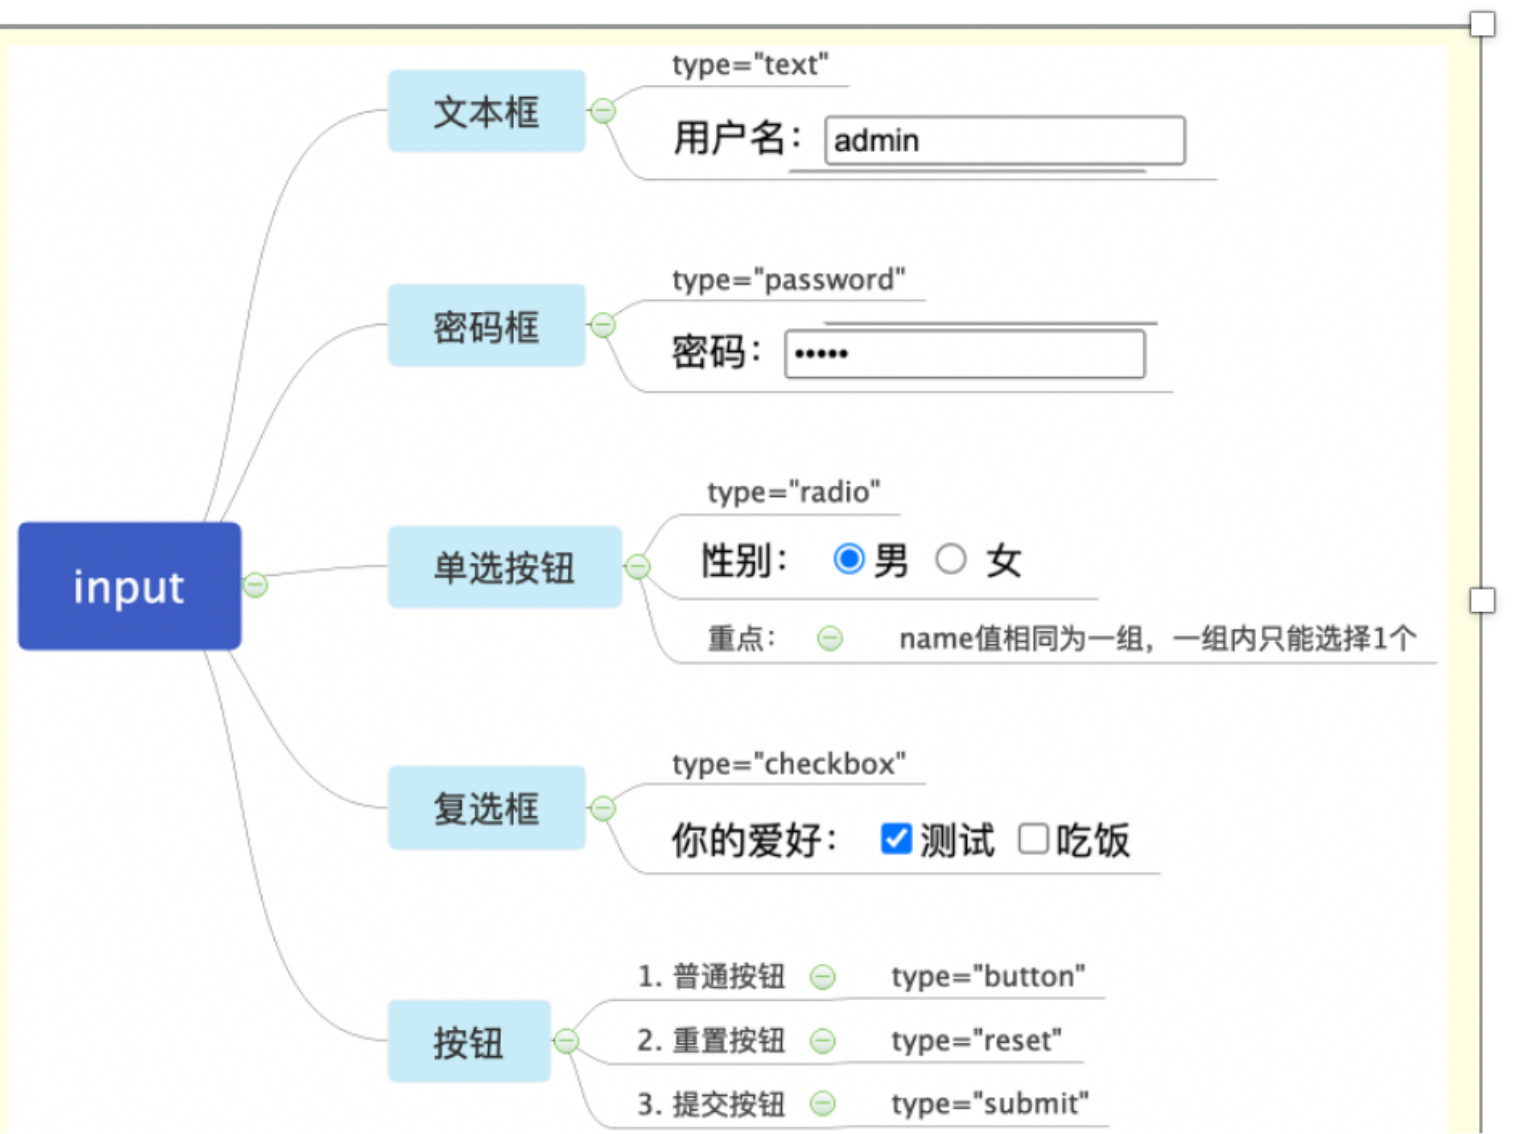 input
文本框
type="text"
用户名： admin
密码框
type="password"
密码： •••••
单选按钮
type="radio"
性别： 男 女
重点： name值相同为一组，一组内只能选择1个
复选框
type="checkbox"
你的爱好： 测试 吃饭
按钮
1. 普通按钮 type="button"
2. 重置按钮 type="reset"
3. 提交按钮 type="submit"